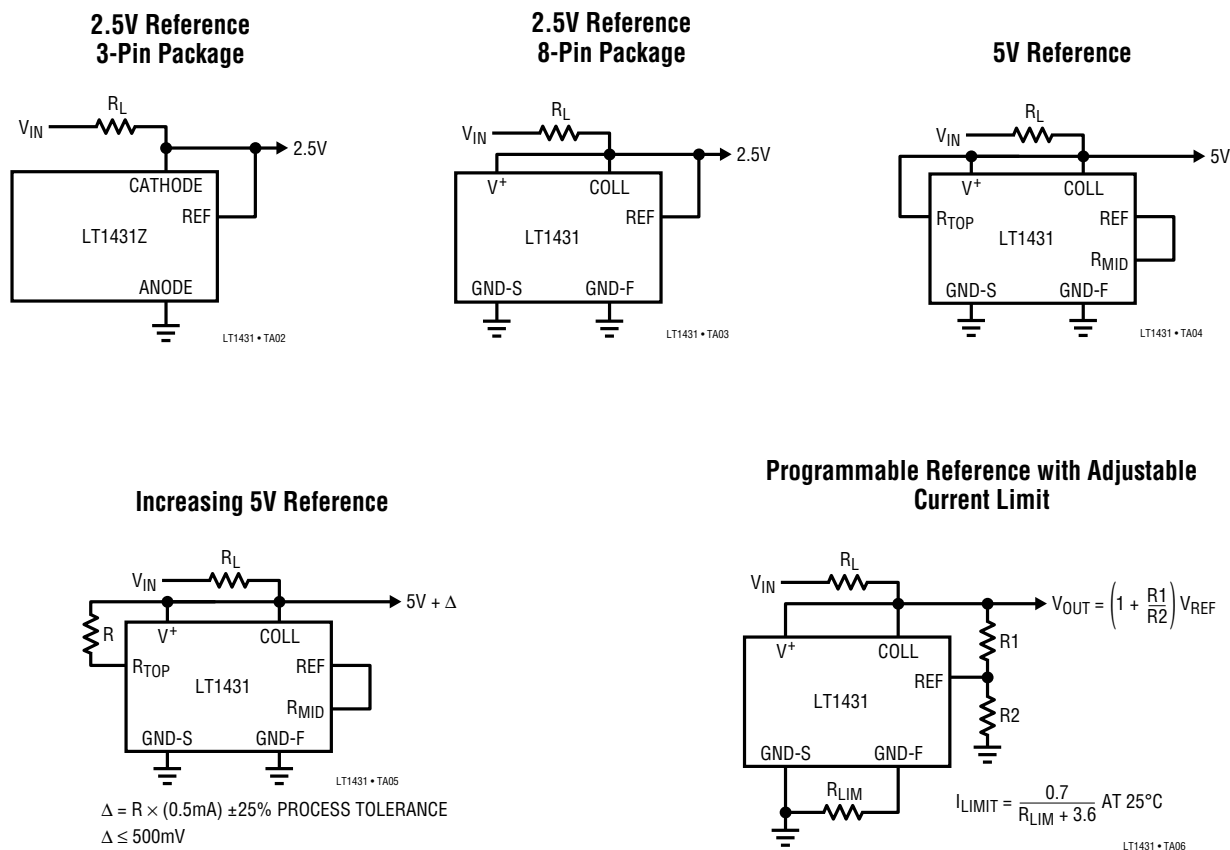 2.5V Reference
3-Pin Package
R_L
V_IN
2.5V
CATHODE
REF
LT1431Z
ANODE
LT1431 • TA02
2.5V Reference
8-Pin Package
R_L
V_IN
2.5V
V⁺
COLL
REF
LT1431
GND-S
GND-F
LT1431 • TA03
5V Reference
R_L
V_IN
5V
V⁺
COLL
R_TOP
REF
LT1431
R_MID
GND-S
GND-F
LT1431 • TA04
Increasing 5V Reference
R_L
V_IN
5V + Δ
R
V⁺
COLL
R_TOP
REF
LT1431
R_MID
GND-S
GND-F
LT1431 • TA05
Δ = R × (0.5mA) ±25% PROCESS TOLERANCE
Δ ≤ 500mV
Programmable Reference with Adjustable
Current Limit
R_L
V_IN
V_OUT = (1 + R1/R2) V_REF
V⁺
COLL
R1
REF
LT1431
R2
GND-S
GND-F
R_LIM
I_LIMIT = 0.7/(R_LIM + 3.6) AT 25°C
LT1431 • TA06